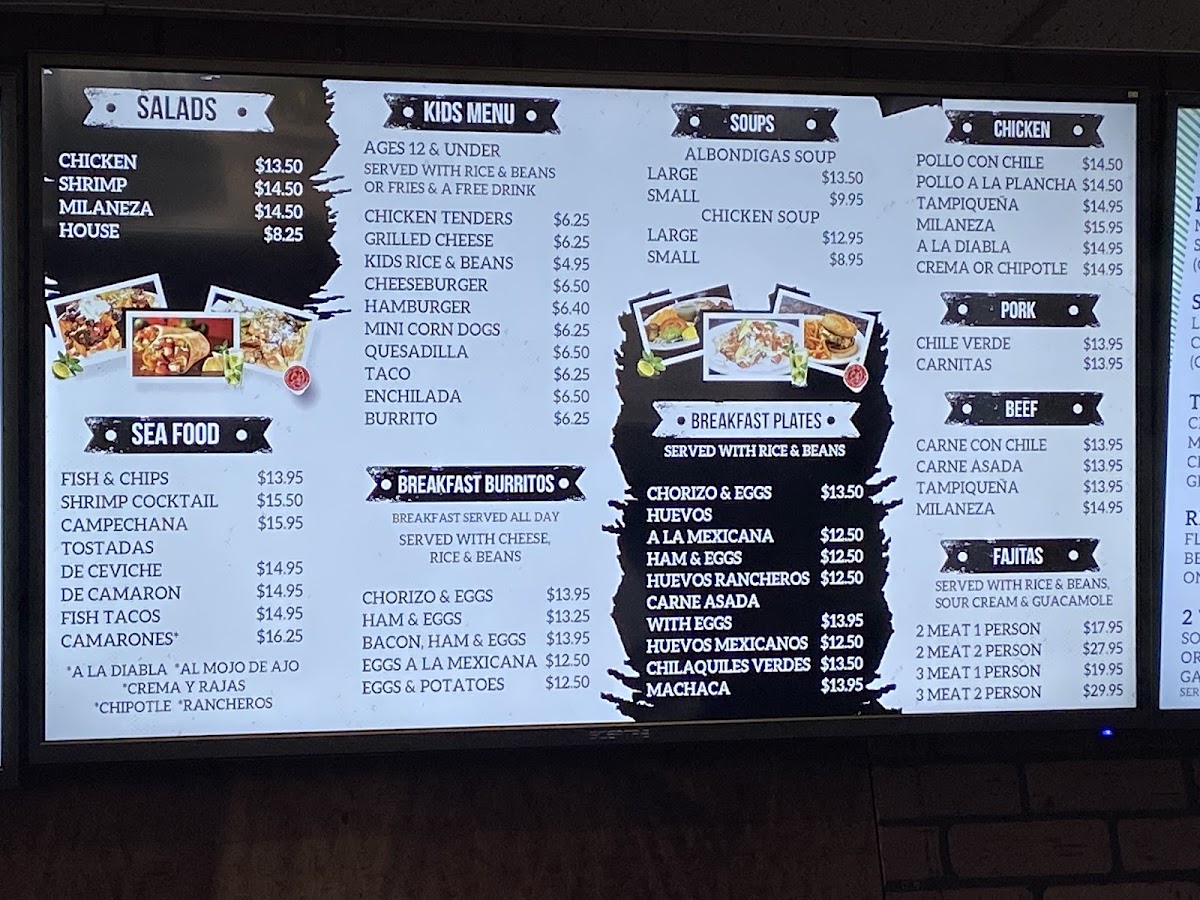 SALADS
CHICKEN $13.50
SHRIMP $14.50
MILANEZA $14.50
HOUSE $8.25
SEA FOOD
FISH & CHIPS $13.95
SHRIMP COCKTAIL $15.50
CAMPECHANA $15.95
TOSTADAS
DE CEVICHE $14.95
DE CAMARON $14.95
FISH TACOS $14.95
CAMARONES* $16.25
*A LA DIABLA *AL MOJO DE AJO
*CREMA Y RAJAS
*CHIPOTLE *RANCHEROS
KIDS MENU
AGES 12 & UNDER
SERVED WITH RICE & BEANS
OR FRIES & A FREE DRINK
CHICKEN TENDERS $6.25
GRILLED CHEESE $6.25
KIDS RICE & BEANS $4.95
CHEESEBURGER $6.50
HAMBURGER $6.40
MINI CORN DOGS $6.25
QUESADILLA $6.50
TACO $6.25
ENCHILADA $6.50
BURRITO $6.25
BREAKFAST BURRITOS
BREAKFAST SERVED ALL DAY
SERVED WITH CHEESE,
RICE & BEANS
CHORIZO & EGGS $13.95
HAM & EGGS $13.25
BACON, HAM & EGGS $13.95
EGGS A LA MEXICANA $12.50
EGGS & POTATOES $12.50
SOUPS
ALBONDIGAS SOUP
LARGE $13.50
SMALL $9.95
CHICKEN SOUP
LARGE $12.95
SMALL $8.95
BREAKFAST PLATES
SERVED WITH RICE & BEANS
CHORIZO & EGGS $13.50
HUEVOS
A LA MEXICANA $12.50
HAM & EGGS $12.50
HUEVOS RANCHEROS $12.50
CARNE ASADA
WITH EGGS $13.95
HUEVOS MEXICANOS $12.50
CHILAQUILES VERDES $13.50
MACHACA $13.95
CHICKEN
POLLO CON CHILE $14.50
POLLO A LA PLANCHA $14.50
TAMPIQUEÑA $14.95
MILANEZA $15.95
A LA DIABLA $14.95
CREMA OR CHIPOTLE $14.95
PORK
CHILE VERDE $13.95
CARNITAS $13.95
BEEF
CARNE CON CHILE $13.95
CARNE ASADA $13.95
TAMPIQUEÑA $13.95
MILANEZA $14.95
FAJITAS
SERVED WITH RICE & BEANS,
SOUR CREAM & GUACAMOLE
2 MEAT 1 PERSON $17.95
2 MEAT 2 PERSON $27.95
3 MEAT 1 PERSON $19.95
3 MEAT 2 PERSON $29.95
SCEPTRE